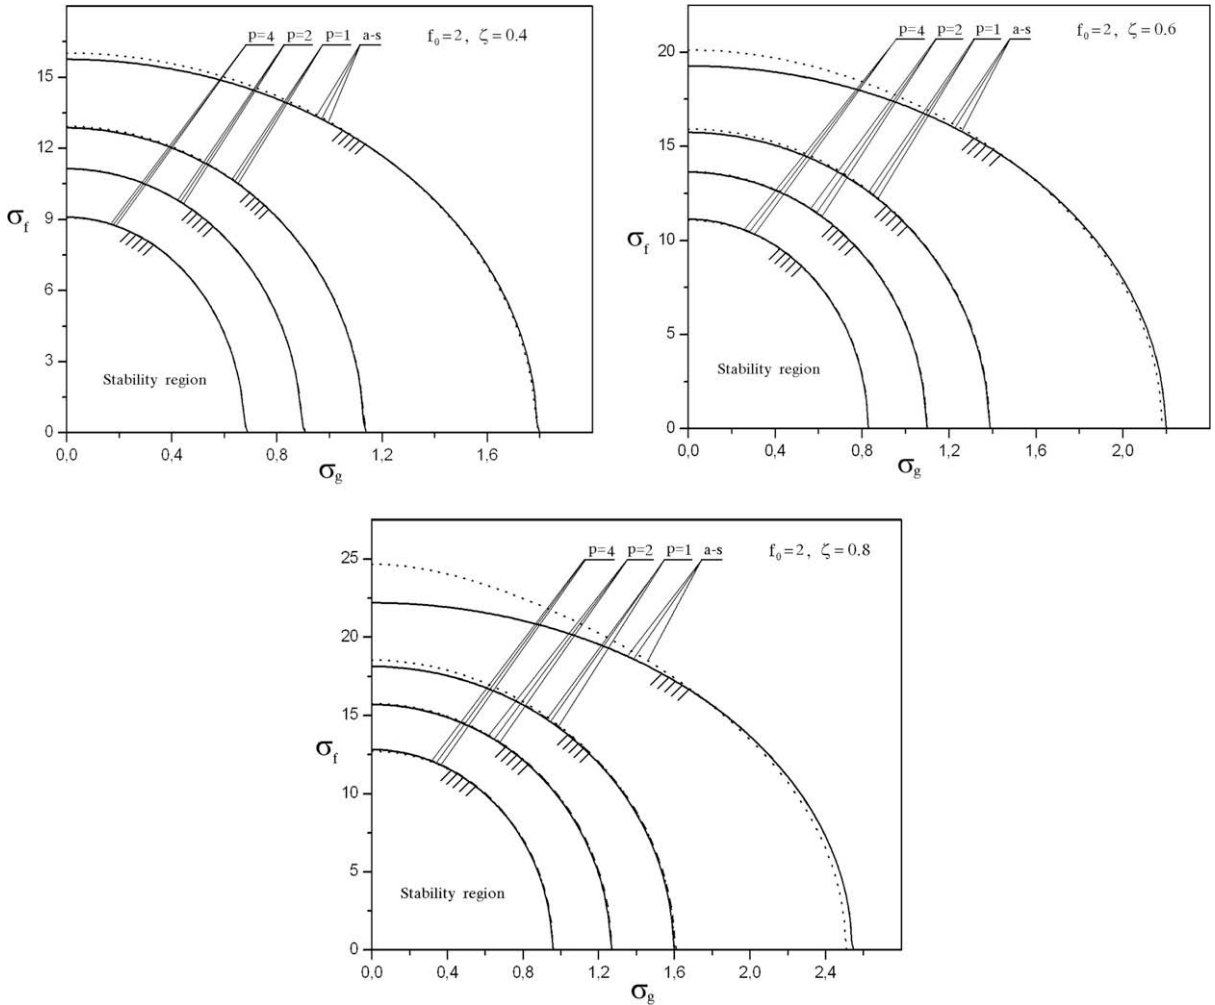 p=4 p=2 p=1 a-s
f₀=2, ζ=0.4
15
12
σf
9
6
3
Stability region
0
0,0 0,4 0,8 1,2 1,6
σg
p=4 p=2 p=1 a-s
f₀=2, ζ=0.6
20
15
σf
10
5
Stability region
0
0,0 0,4 0,8 1,2 1,6 2,0
σg
p=4 p=2 p=1 a-s
f₀=2, ζ=0.8
25
20
15
σf
10
5
Stability region
0
0,0 0,4 0,8 1,2 1,6 2,0 2,4
σg